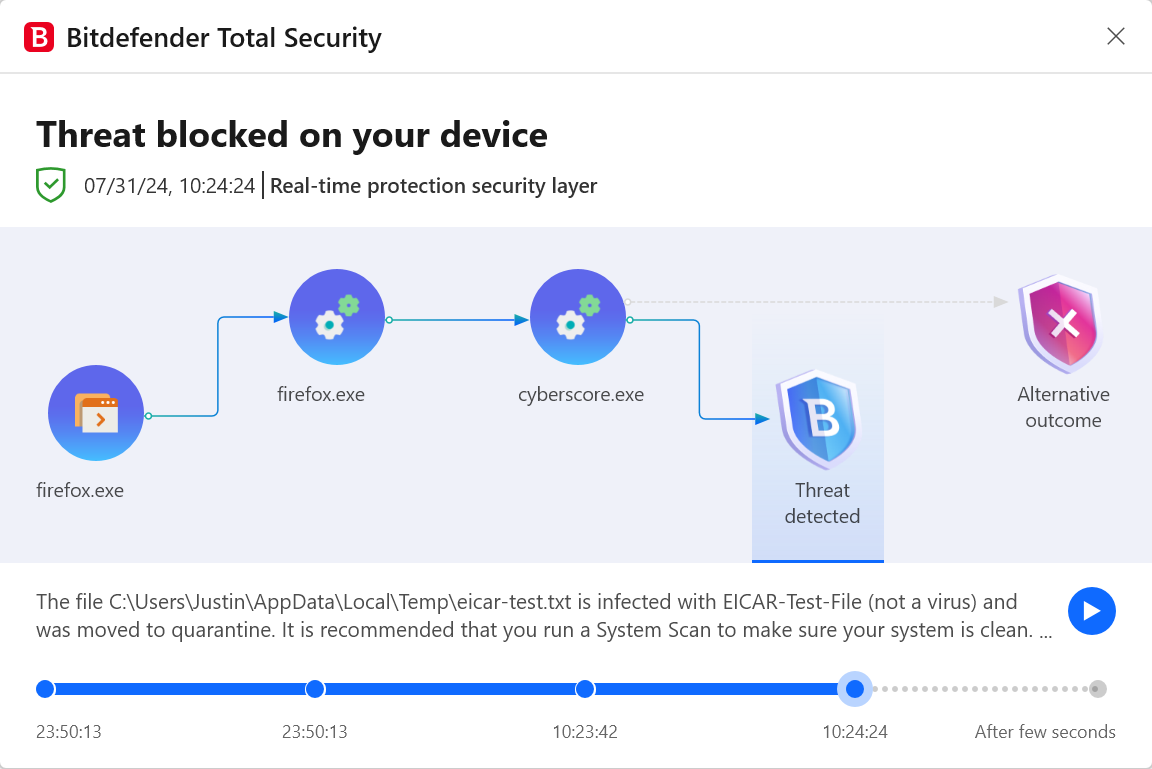 B Bitdefender Total Security
Threat blocked on your device
07/31/24, 10:24:24 | Real-time protection security layer
firefox.exe
cyberscore.exe
Alternative
outcome
firefox.exe
B
Threat
detected
The file C:\Users\Justin\AppData\Local\Temp\eicar-test.txt is infected with EICAR-Test-File (not a virus) and
was moved to quarantine. It is recommended that you run a System Scan to make sure your system is clean. ...
23:50:13
23:50:13
10:23:42
10:24:24
After few seconds